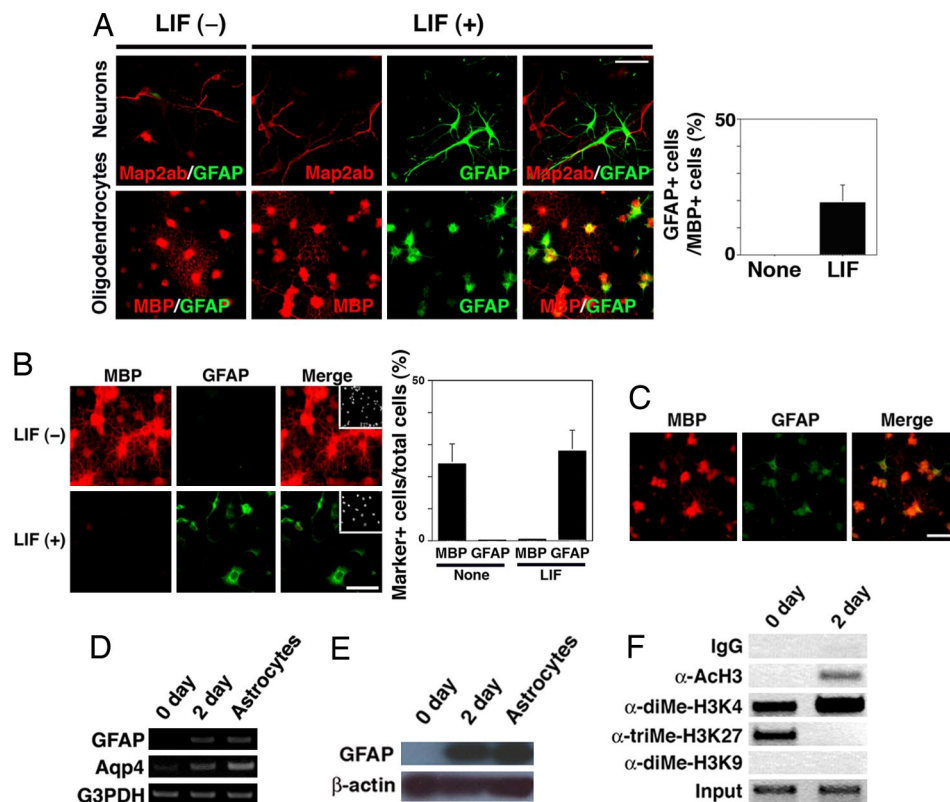 A
LIF (−) LIF (+)
Neurons
Map2ab/GFAP Map2ab GFAP Map2ab/GFAP
Oligodendrocytes
MBP/GFAP MBP GFAP MBP/GFAP
GFAP+ cells
/MBP+ cells (%)
50
0
None LIF
B
MBP GFAP Merge
LIF (−)
LIF (+)
Marker+ cells/total cells (%)
50
0
MBP GFAP MBP GFAP
None LIF
C
MBP GFAP Merge
D
0 day 2 day Astrocytes
GFAP
Aqp4
G3PDH
E
0 day 2 day Astrocytes
GFAP
β-actin
F
0 day 2 day
IgG
α-AcH3
α-diMe-H3K4
α-triMe-H3K27
α-diMe-H3K9
Input